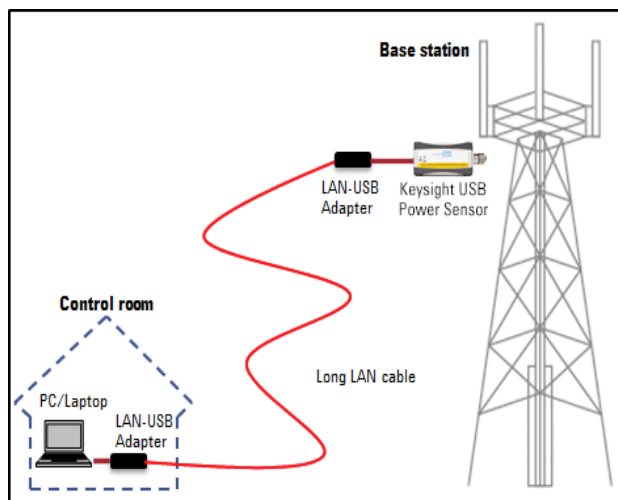 Base station
LAN-USB
Adapter
Keysight USB
Power Sensor
Control room
Long LAN cable
PC/Laptop
LAN-USB
Adapter